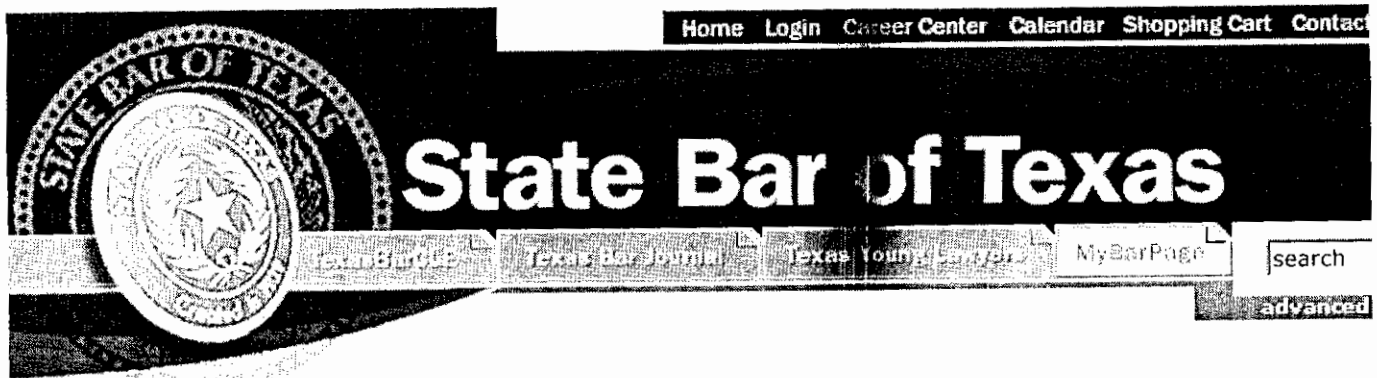 Home Login Career Center Calendar Shopping Cart Contact
STATE BAR OF TEXAS
State Bar of Texas
TexasBarCLE Texas Bar Journal Texas Young Lawyers MyBarPage search
advanced